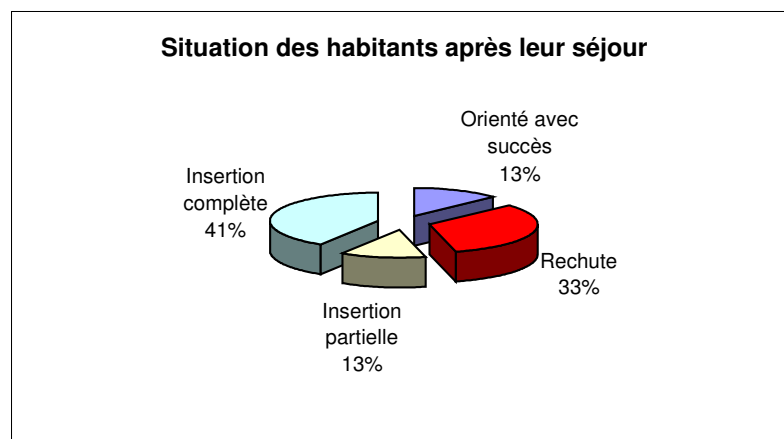 Situation des habitants après leur séjour
Orienté avec
succès
13%
Insertion
complète
41%
Rechute
33%
Insertion
partielle
13%